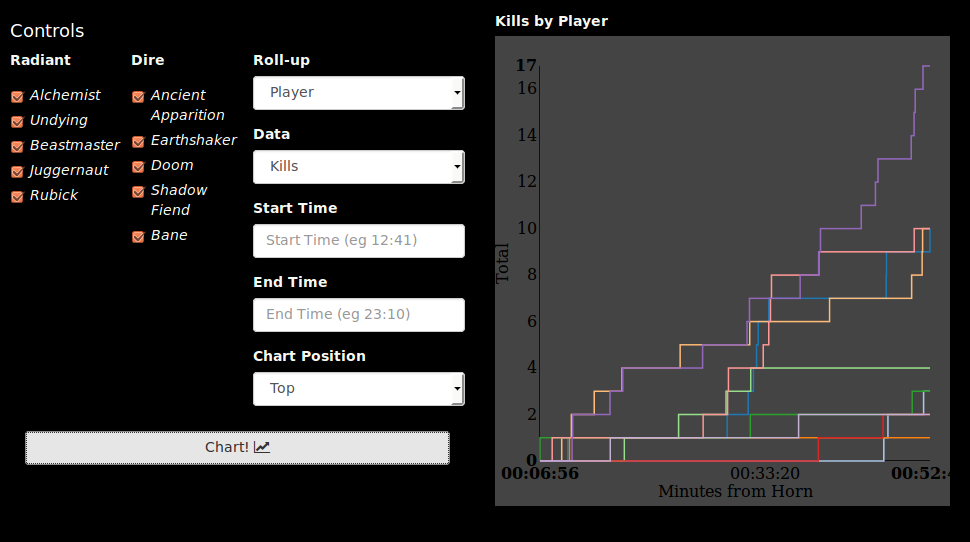 Controls
Radiant
Alchemist
Undying
Beastmaster
Juggernaut
Rubick
Dire
Ancient
Apparition
Earthshaker
Doom
Shadow
Fiend
Bane
Roll-up
Player
Data
Kills
Start Time
Start Time (eg 12:41)
End Time
End Time (eg 23:10)
Chart Position
Top
Chart!
Kills by Player
17
16
14
12
10
8
6
4
2
0
Total
00:06:56 00:33:20 00:52:4
Minutes from Horn